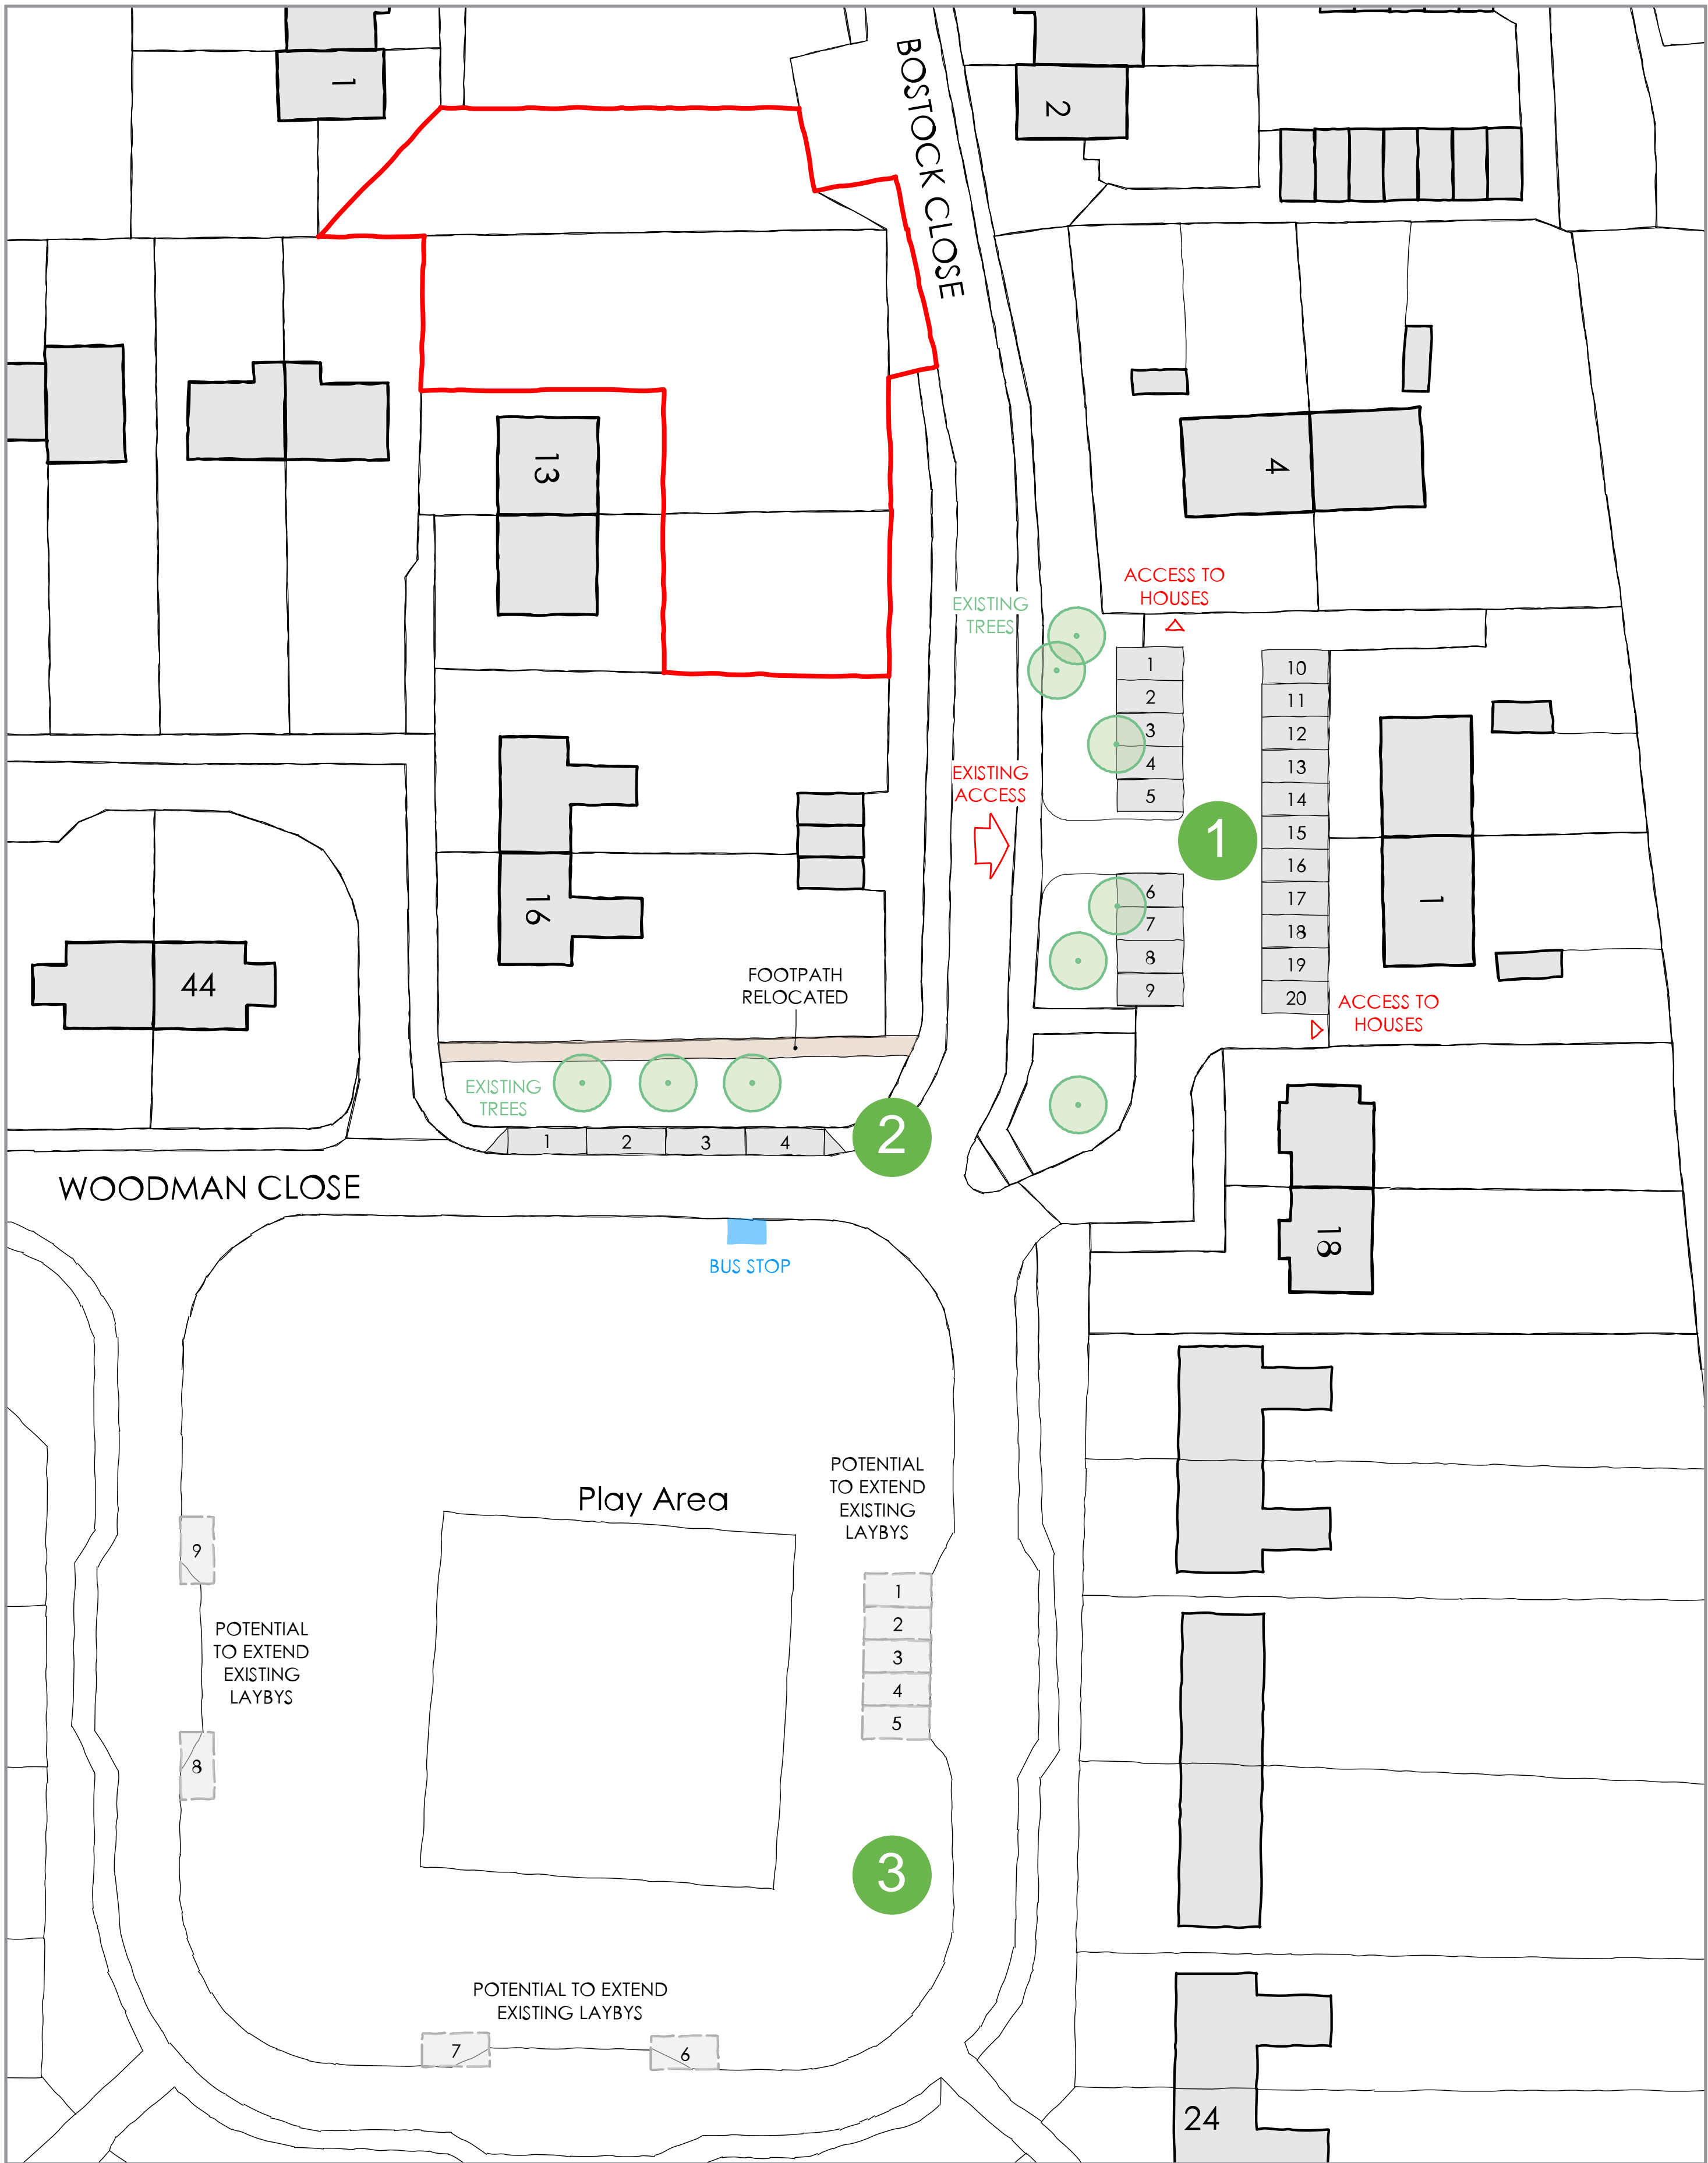 1
BOSTOCK CLOSE
2
13
4
ACCESS TO
HOUSES
EXISTING
TREES
1
2
3
4
5
10
11
12
13
14
15
16
17
18
19
20
EXISTING
ACCESS
1
6
7
8
9
1
16
44
FOOTPATH
RELOCATED
ACCESS TO
HOUSES
EXISTING
TREES
1
2
3
4
2
WOODMAN CLOSE
BUS STOP
18
POTENTIAL
TO EXTEND
EXISTING
LAYBYS
Play Area
9
1
2
3
4
5
POTENTIAL
TO EXTEND
EXISTING
LAYBYS
8
3
POTENTIAL TO EXTEND
EXISTING LAYBYS
7
6
24